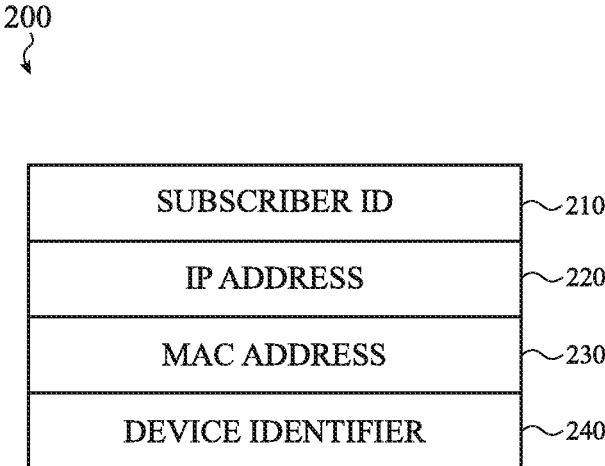 200
SUBSCRIBER ID
210
IP ADDRESS
220
MAC ADDRESS
230
DEVICE IDENTIFIER
240